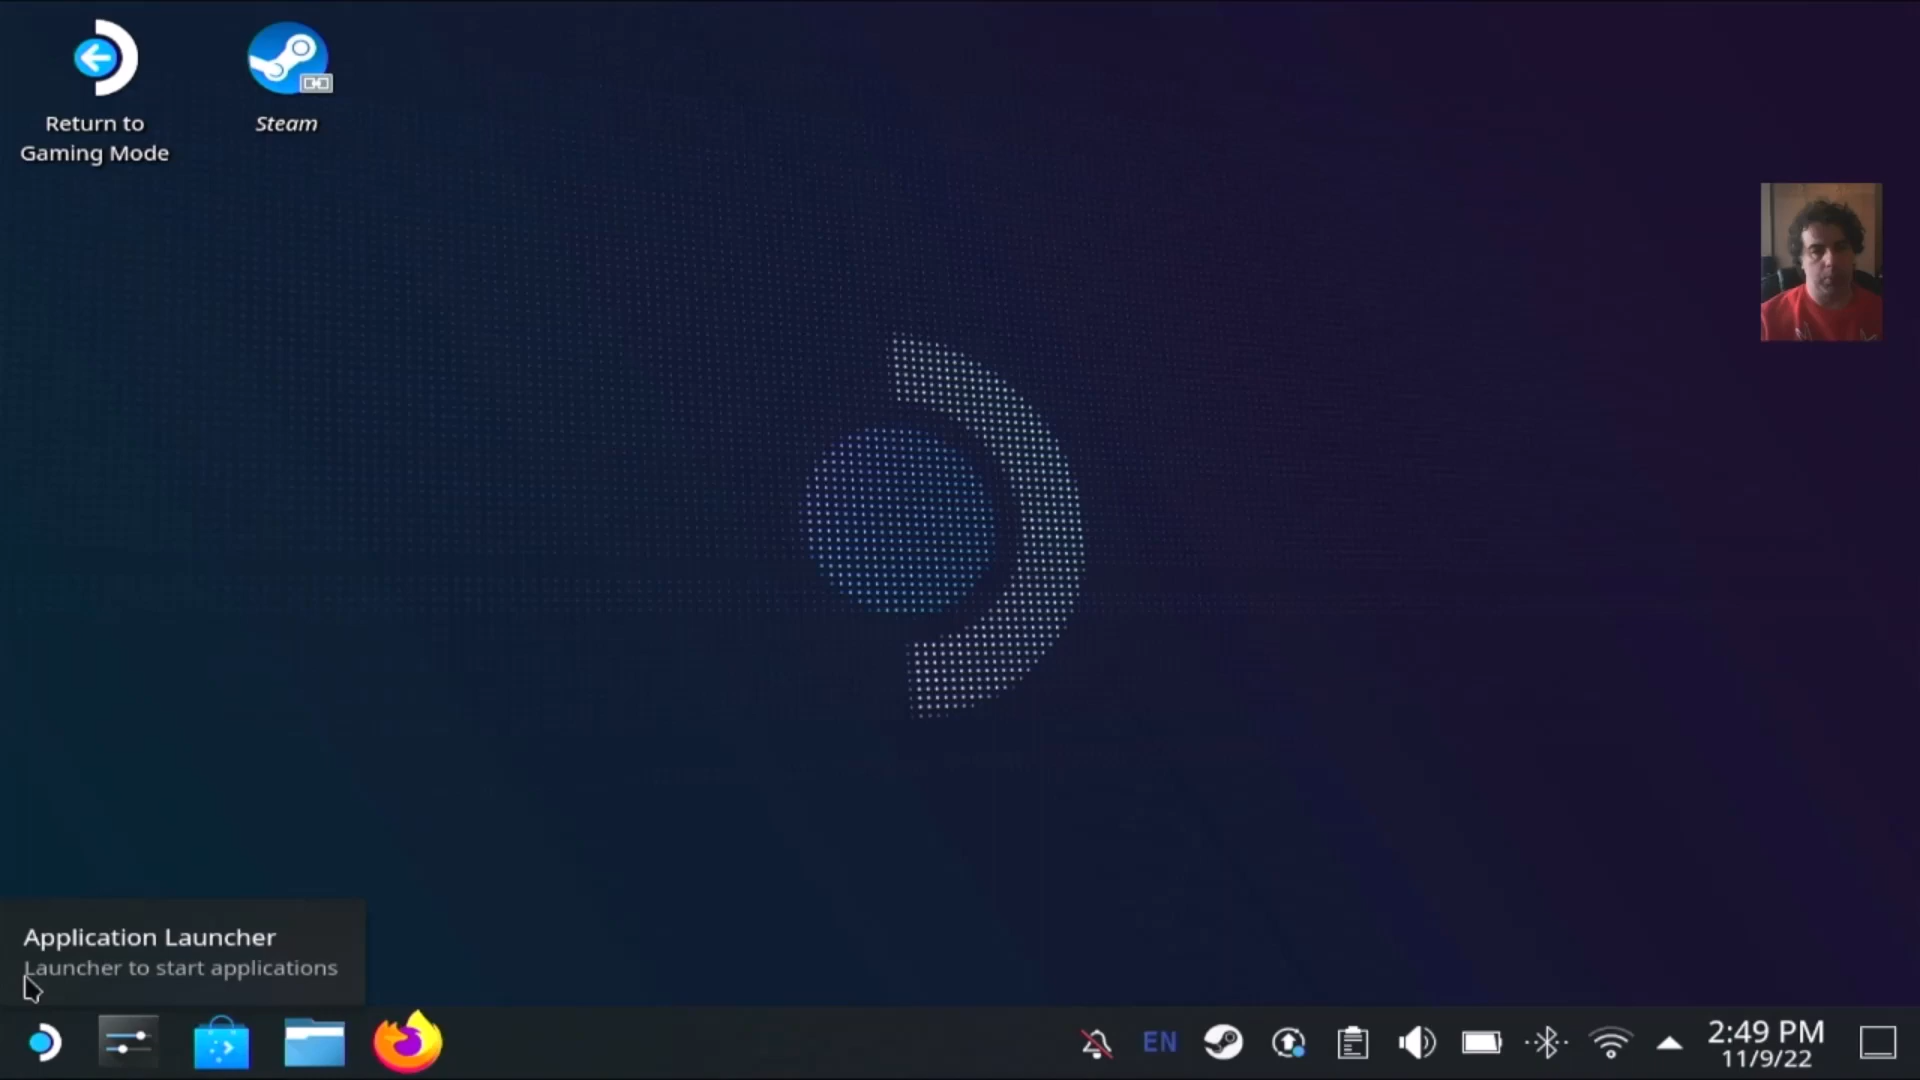 Return to
Gaming Mode
Steam
Application Launcher
Launcher to start applications
EN
2:49 PM
11/9/22